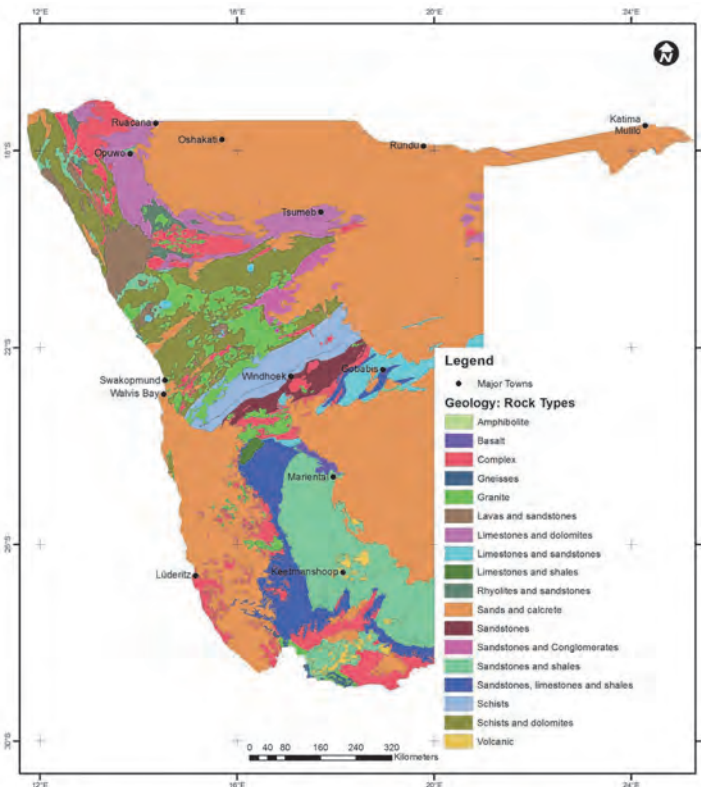 N
12°E
16°E
20°E
24°E
Ruacana
Oshakati
Rundu
Katima
Mulilo
Opuwo
18°S
Tsumeb
Swakopmund
Walvis Bay
Windhoek
Gobabis
Mariental
Lüderitz
Keetmanshoop
30°S
Legend
Major Towns
Geology: Rock Types
Amphibolite
Basalt
Complex
Gneisses
Granite
Lavas and sandstones
Limestones and dolomites
Limestones and sandstones
Limestones and shales
Rhyolites and sandstones
Sands and calcrete
Sandstones
Sandstones and Conglomerates
Sandstones and shales
Sandstones, limestones and shales
Schists
Schists and dolomites
Volcanic
0 40 80 160 240 320
Kilometers
12°E
16°E
20°E
24°E